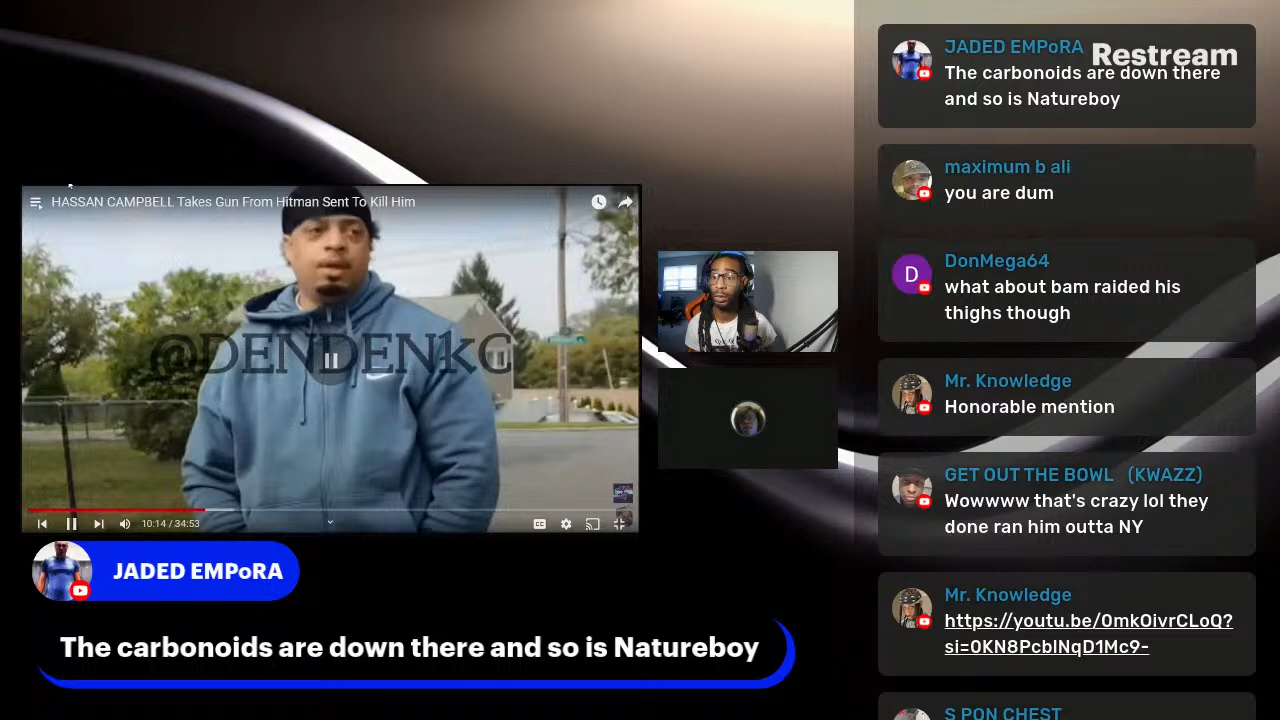 HASSAN CAMPBELL Takes Gun From Hitman Sent To Kill Him
@DENDENkC
10:14 / 34:53
CC
JADED EMPoRA
The carbonoids are down there and so is Natureboy
Restream
JADED EMPoRA
The carbonoids are down there
and so is Natureboy
maximum b ali
you are dum
D
DonMega64
what about bam raided his
thighs though
Mr. Knowledge
Honorable mention
GET OUT THE BOWL (KWAZZ)
Wowwww that's crazy lol they
done ran him outta NY
Mr. Knowledge
https://youtu.be/0mkOivrCLoQ?
si=0KN8PcblNqD1Mc9-
S PON CHEST